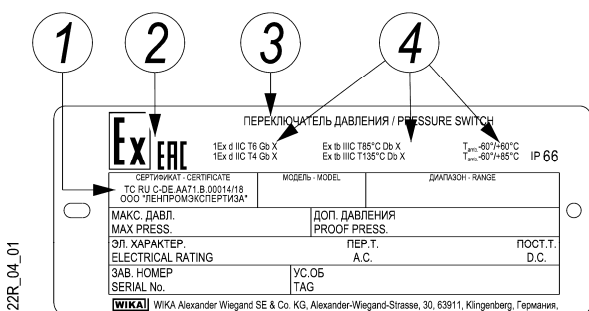 1 2 3 4
ПЕРЕКЛЮЧАТЕЛЬ ДАВЛЕНИЯ / PRESSURE SWITCH
Ex EAC
1Ex d IIC T6 Gb X Ex tb IIIC T85°C Db X Tamb.-60°/+60°C
1Ex d IIC T4 Gb X Ex tb IIIC T135°C Db X Tamb.-60°/+85°C IP 66
СЕРТИФИКАТ - CERTIFICATE МОДЕЛЬ - MODEL ДИАПАЗОН - RANGE
TC RU C-DE.AA71.B.00014/18
ООО "ЛЕНПРОМЭКСПЕРТИЗА"
МАКС. ДАВЛ. ДОП. ДАВЛЕНИЯ
MAX PRESS. PROOF PRESS.
ЭЛ. ХАРАКТЕР. ПЕР.Т. ПОСТ.Т.
ELECTRICAL RATING A.C. D.C.
ЗАВ. НОМЕР УС.ОБ
SERIAL No. TAG
WIKA WIKA Alexander Wiegand SE & Co. KG, Alexander-Wiegand-Strasse, 30, 63911, Klingenberg, Германия,
22R_04_01